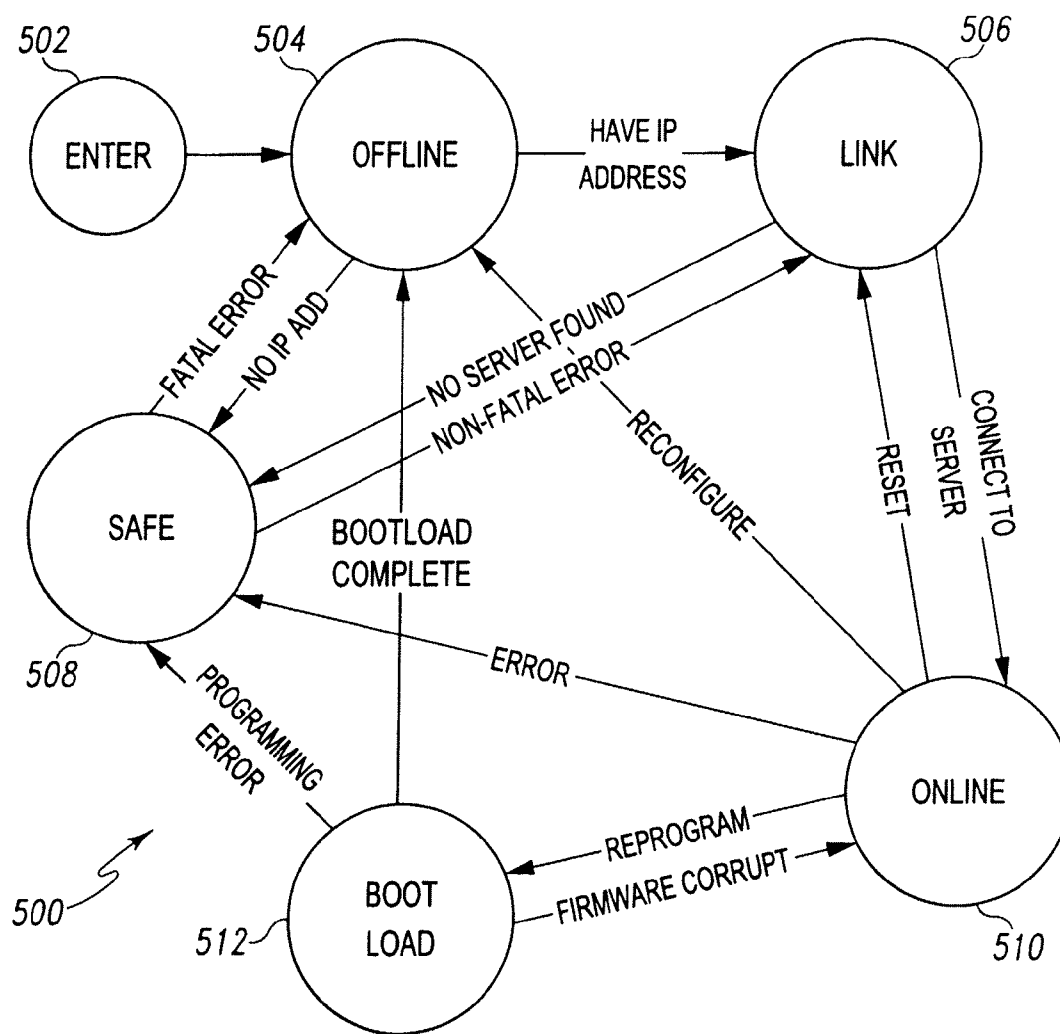 502
504
506
ENTER
OFFLINE
HAVE IP
ADDRESS
LINK
FATAL ERROR
NO IP ADD
NO SERVER FOUND
NON-FATAL ERROR
RECONFIGURE
RESET
CONNECT TO
SERVER
SAFE
BOOTLOAD
COMPLETE
508
ERROR
PROGRAMMING
ERROR
ONLINE
REPROGRAM
FIRMWARE CORRUPT
BOOT
LOAD
500
512
510